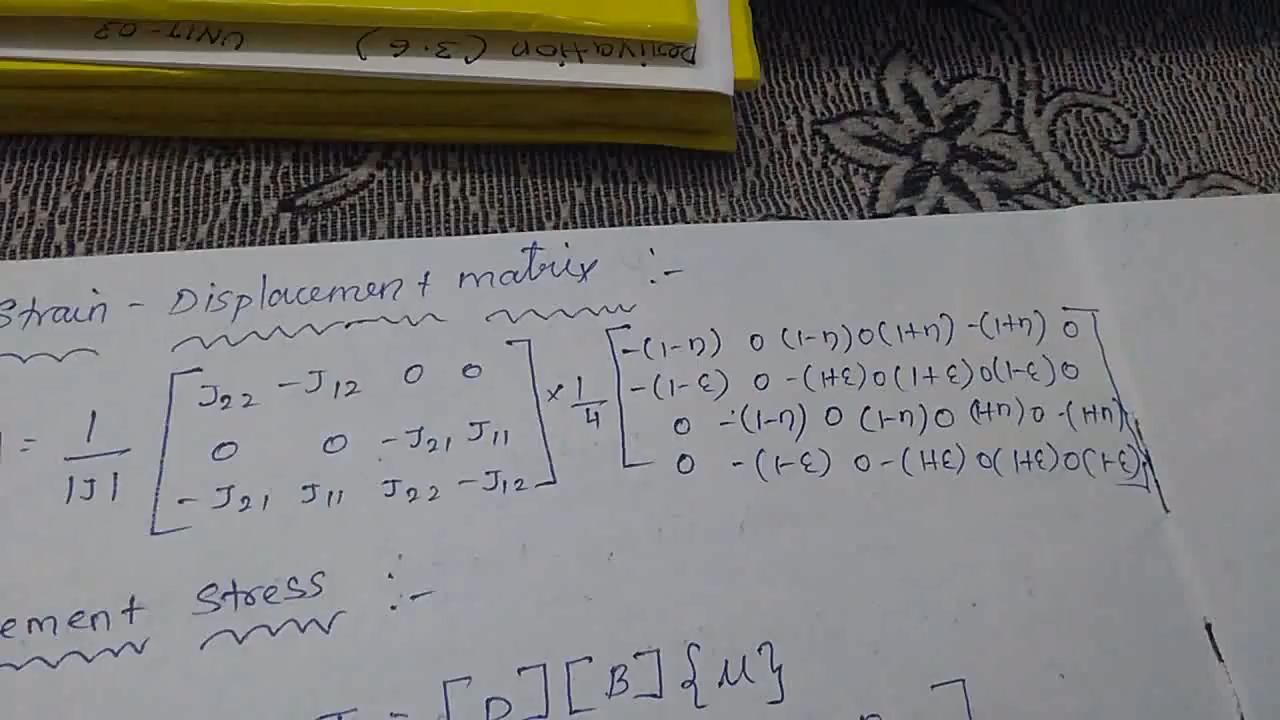 Derivation (3.6) UNIT-03
Strain - Displacement matrix :-
= 1/|J| [J22 -J12 0 0 × 1/4 [-(1-η) 0 (1-η) 0 (1+η) -(1+η) 0
0 0 -J21 J11 -(1-ε) 0 -(1+ε) 0 (1+ε) 0 (1-ε) 0
-J21 J11 J22 -J12] 0 -(1-η) 0 (1-η) 0 (1+η) 0 -(1+η)
0 -(1-ε) 0 -(1+ε) 0 (1+ε) 0 (1-ε)]
ement Stress :-
= [D] [B] {u}